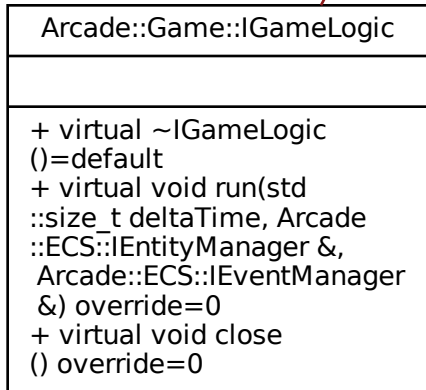 Arcade::Game::IGameLogic
+ virtual ~IGameLogic
()=default
+ virtual void run(std
::size_t deltaTime, Arcade
::ECS::IEntityManager &,
 Arcade::ECS::IEventManager
 &) override=0
+ virtual void close
() override=0